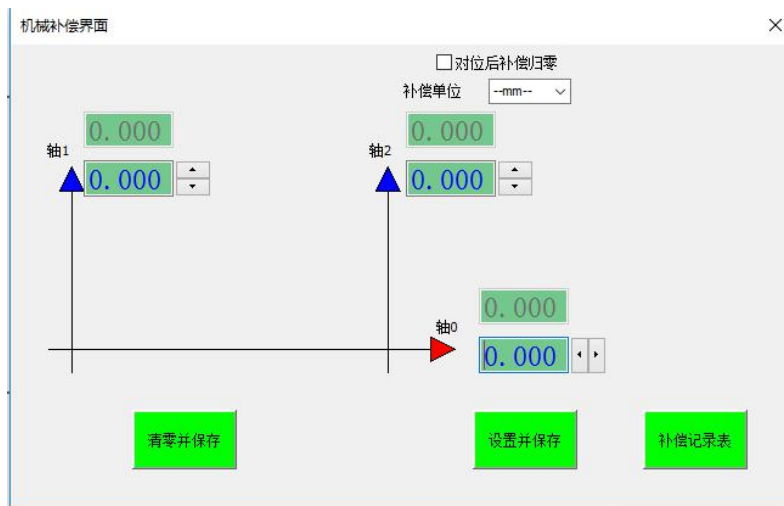 机械补偿界面
对位后补偿归零
补偿单位 --mm--
0.000 0.000
轴1 轴2
0.000 0.000
0.000
轴0
0.000
清零并保存 设置并保存 补偿记录表